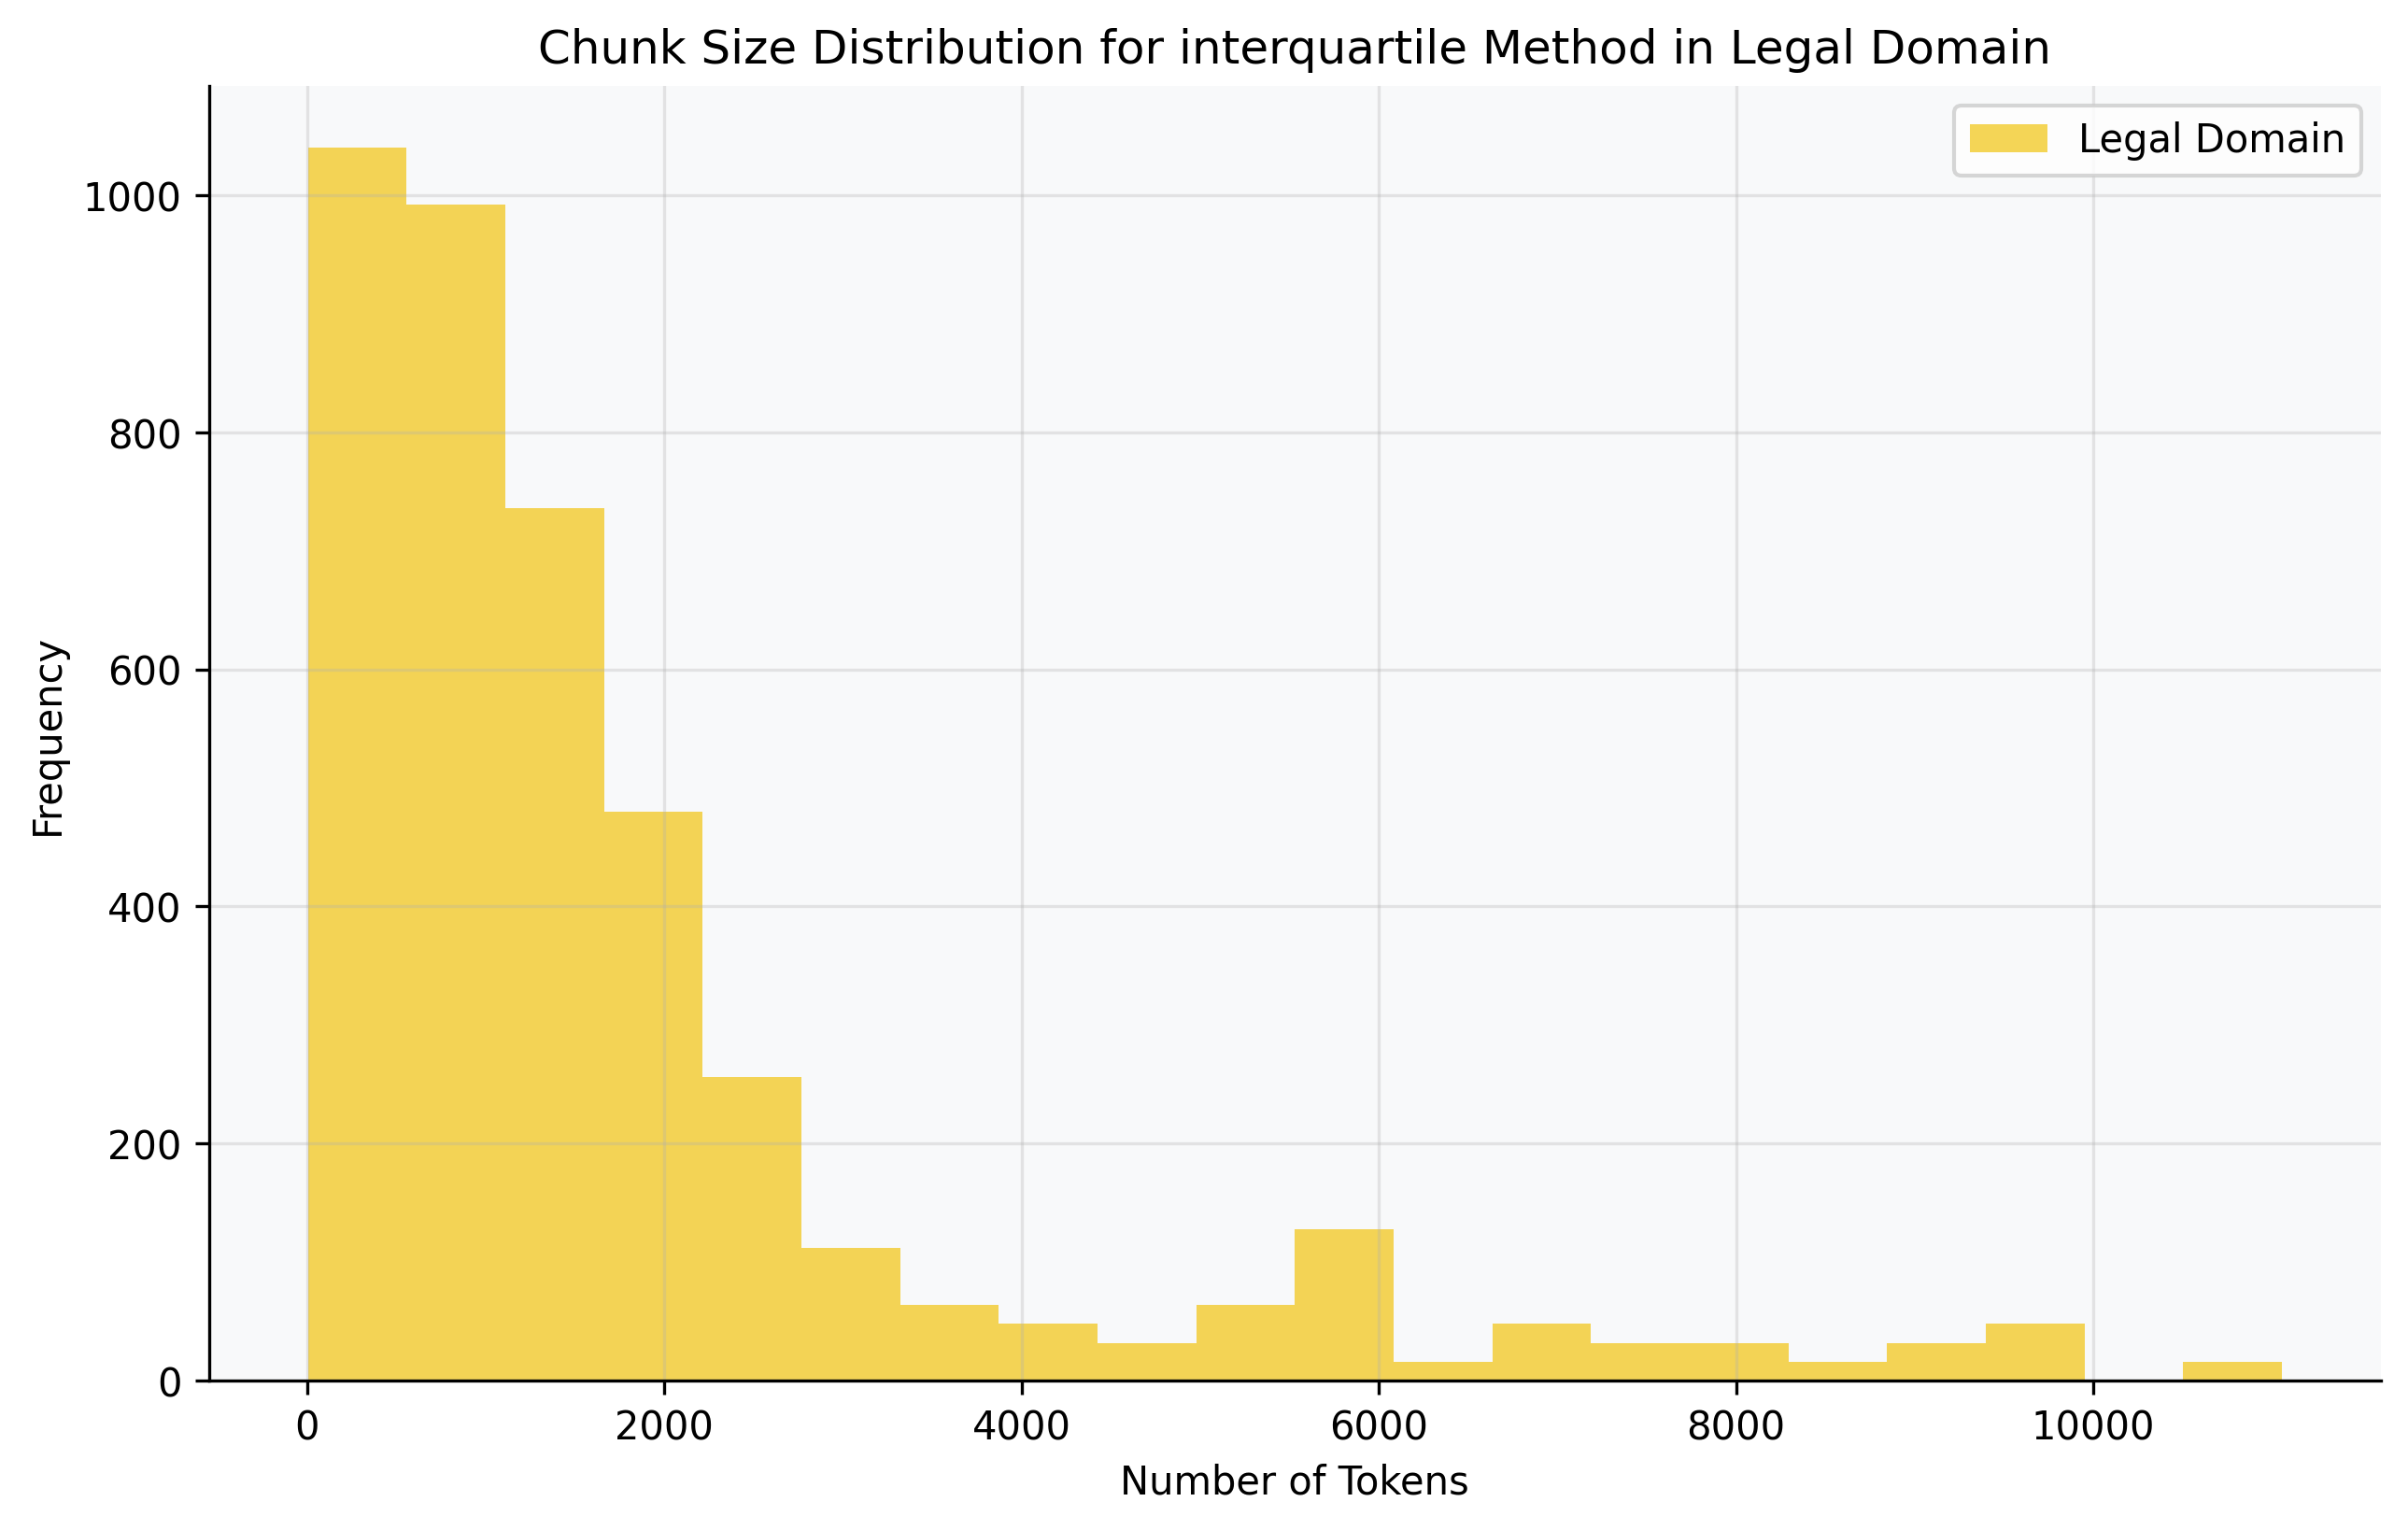 Chunk Size Distribution for interquartile Method in Legal Domain
Legal Domain
1000
800
600
400
200
0
Frequency
0 2000 4000 6000 8000 10000
Number of Tokens